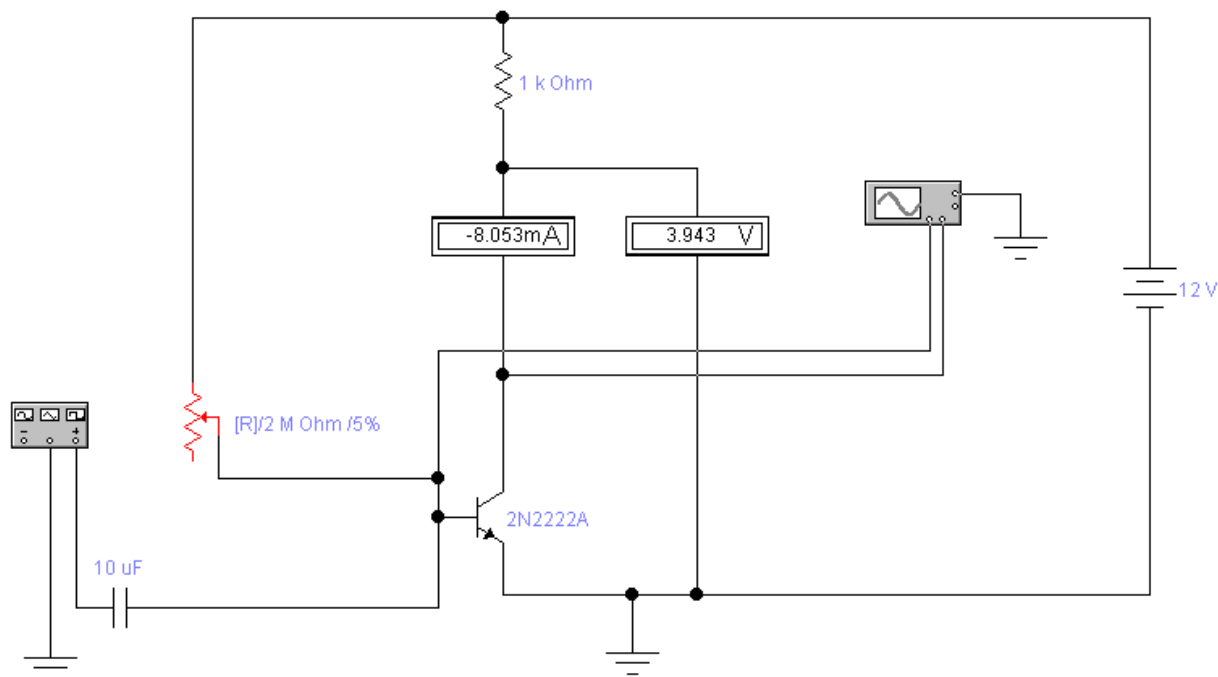 1 k Ohm
-8.053mA
3.943 V
12 V
[R]/2 M Ohm /5%
2N2222A
10 uF